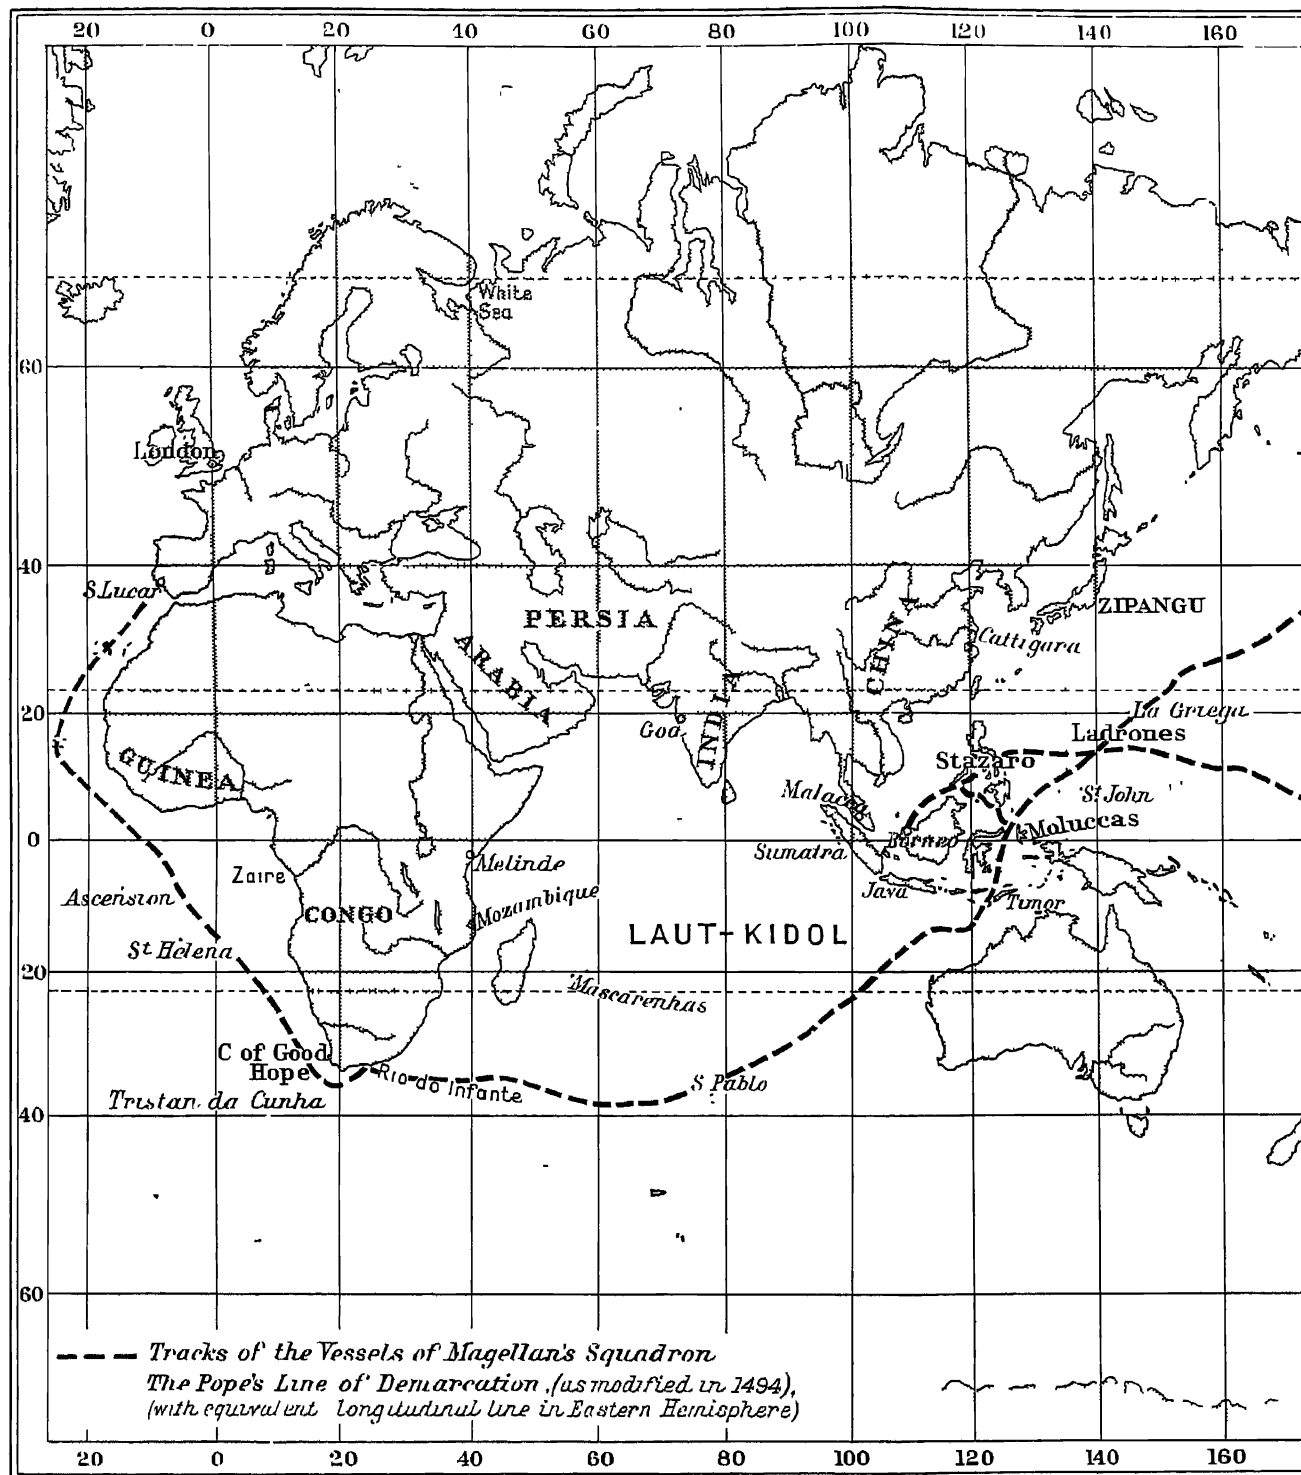 20 0 20 40 60 80 100 120 140 160
White
Sea
60
London
40
S. Lucar
PERSIA
ARABIA
CHINA
ZIPANGU
Cattigara
INDIA
Goa
20
La Griega
Ladrones
GUINEA
Stazaro
Malacca
St John
Moluccas
0
Borneo
Sumatra
Melinde
Zaire
Java
Timor
Ascension
CONGO
Mozambique
LAUT-KIDOL
St Helena
20
Mascarenhas
C of Good
Hope
Rio do Infante
S Pablo
Tristan da Cunha
40
60
Tracks of the Vessels of Magellan's Squndron
The Pope's Line of Demarcation, (as modified in 1494),
(with equivalent longitudinal line in Eastern Hemisphere)
20 0 20 40 60 80 100 120 140 160